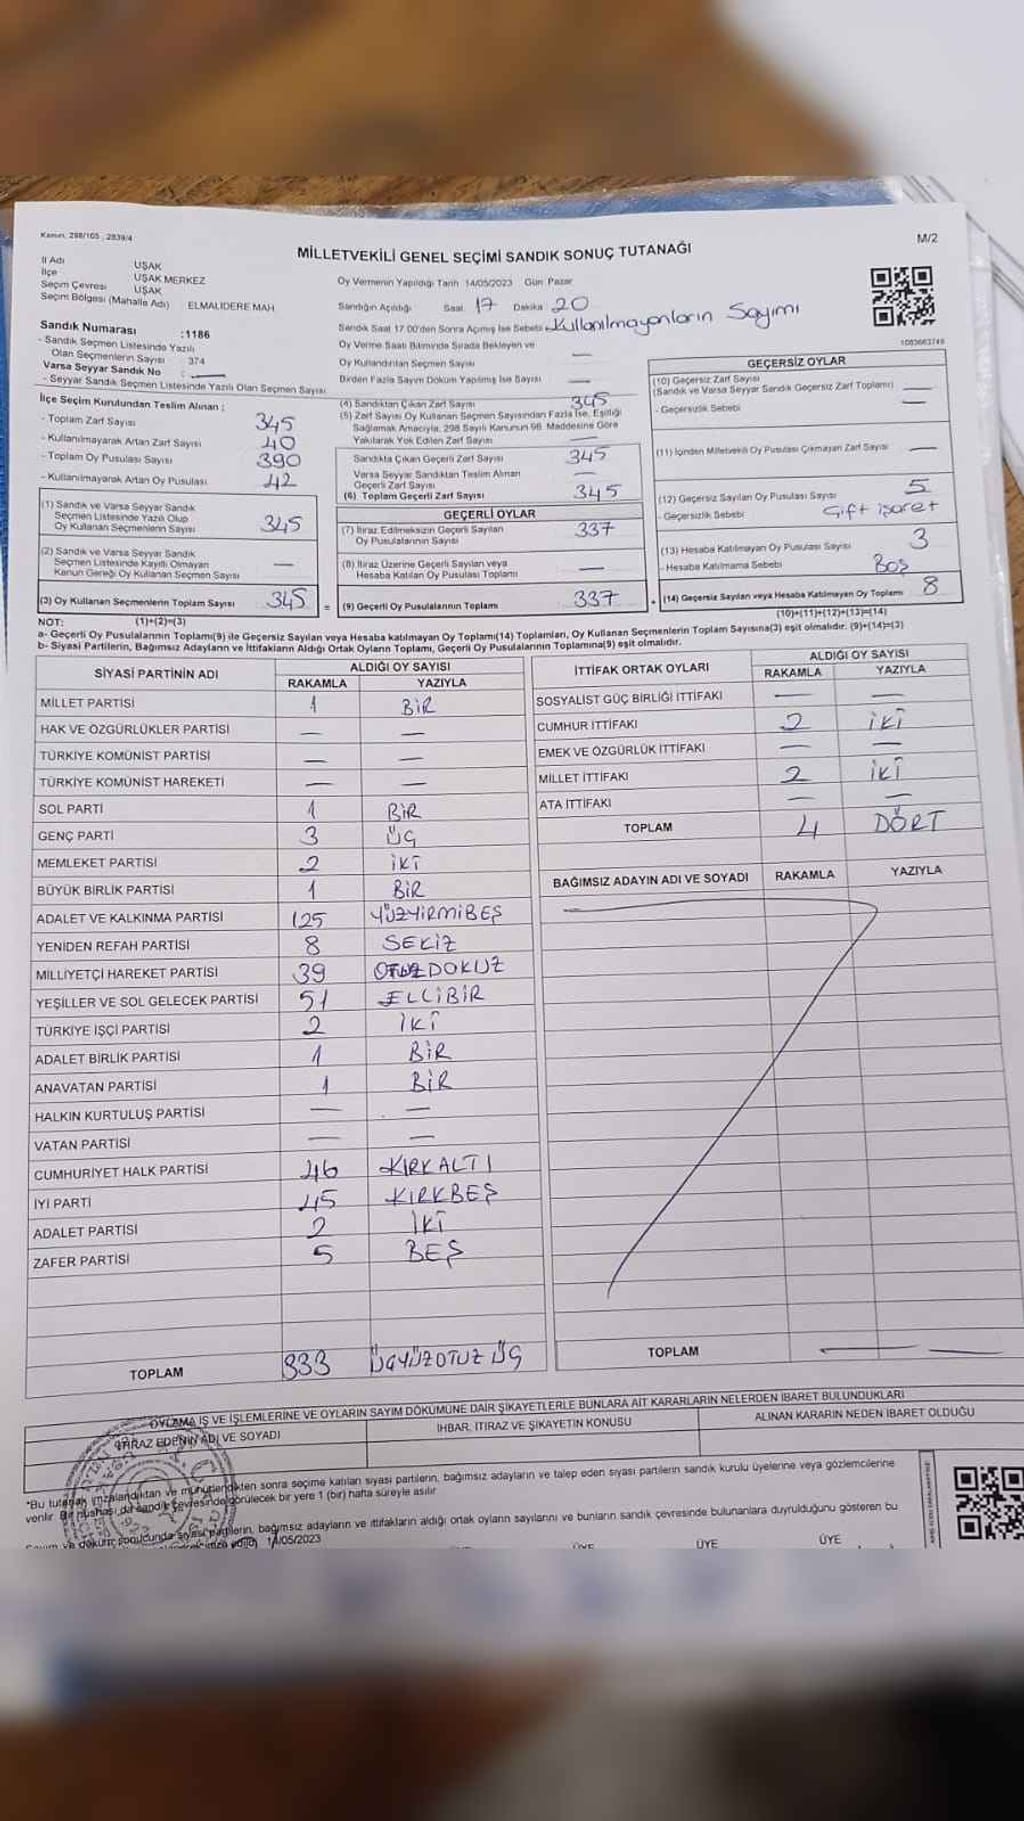 Kanun: 298/105 , 2839/4
M/2
MİLLETVEKİLİ GENEL SEÇİMİ SANDIK SONUÇ TUTANAĞI
İl Adı UŞAK
İlçe UŞAK MERKEZ
Seçim Çevresi UŞAK
Seçim Bölgesi (Mahalle Adı) ELMALIDERE MAH
Sandık Numarası :1186
- Sandık Seçmen Listesinde Yazılı
Olan Seçmenlerin Sayısı : 374
Varsa Seyyar Sandık No : —
- Seyyar Sandık Seçmen Listesinde Yazılı Olan Seçmen Sayısı
Oy Vermenin Yapıldığı Tarih 14/05/2023 Gün Pazar
Sandığın Açıldığı Saat 17 Dakika 20
Sandık Saat 17.00'den Sonra Açılmış İse Sebebi Kullanılmayanların Sayımı
Oy Verme Saati Bitiminde Sırada Bekleyen ve
Oy Kullandırılan Seçmen Sayısı —
Birden Fazla Sayım Döküm Yapılmış İse Sayısı —
1083663748
İlçe Seçim Kurulundan Teslim Alınan :
- Toplam Zarf Sayısı 345
- Kullanılmayarak Artan Zarf Sayısı 40
- Toplam Oy Pusulası Sayısı 390
- Kullanılmayarak Artan Oy Pusulası 42
(1) Sandık ve Varsa Seyyar Sandık
Seçmen Listesinde Yazılı Olup
Oy Kullanan Seçmenlerin Sayısı 345
(2) Sandık ve Varsa Seyyar Sandık
Seçmen Listesinde Kayıtlı Olmayan
Kanun Gereği Oy Kullanan Seçmen Sayısı —
(3) Oy Kullanan Seçmenlerin Toplam Sayısı 345 =
(4) Sandıktan Çıkan Zarf Sayısı 345
(5) Zarf Sayısı Oy Kullanan Seçmen Sayısından Fazla İse, Eşitliği
Sağlamak Amacıyla, 298 Sayılı Kanunun 98. Maddesine Göre
Yakılarak Yok Edilen Zarf Sayısı —
Sandıkta Çıkan Geçerli Zarf Sayısı 345
Varsa Seyyar Sandıktan Teslim Alınan
Geçerli Zarf Sayısı —
(6) Toplam Geçerli Zarf Sayısı 345
GEÇERLİ OYLAR
(7) İtiraz Edilmeksizin Geçerli Sayılan
Oy Pusulalarının Sayısı 337
(8) İtiraz Üzerine Geçerli Sayılan veya
Hesaba Katılan Oy Pusulası Toplamı —
(9) Geçerli Oy Pusulalarının Toplamı 337 +
GEÇERSİZ OYLAR
(10) Geçersiz Zarf Sayısı —
(Sandık ve Varsa Seyyar Sandık Geçersiz Zarf Toplamı)
- Geçersizlik Sebebi —
(11) İçinden Milletvekili Oy Pusulası Çıkmayan Zarf Sayısı —
(12) Geçersiz Sayılan Oy Pusulası Sayısı 5
- Geçersizlik Sebebi Çift işaret
(13) Hesaba Katılmayan Oy Pusulası Sayısı 3
- Hesaba Katılmama Sebebi Boş
(14) Geçersiz Sayılan veya Hesaba Katılmayan Oy Toplamı 8
NOT: (1)+(2)=(3)
(10)+(11)+(12)+(13)=(14)
a- Geçerli Oy Pusulalarının Toplamı(9) ile Geçersiz Sayılan veya Hesaba katılmayan Oy Toplamı(14) Toplamları, Oy Kullanan Seçmenlerin Toplam Sayısına(3) eşit olmalıdır. (9)+(14)=(3)
b- Siyasi Partilerin, Bağımsız Adayların ve İttifakların Aldığı Ortak Oyların Toplamı, Geçerli Oy Pusulalarının Toplamına(9) eşit olmalıdır.
SİYASİ PARTİNİN ADI ALDIĞI OY SAYISI
RAKAMLA YAZIYLA
MİLLET PARTİSİ 1 BİR
HAK VE ÖZGÜRLÜKLER PARTİSİ — —
TÜRKİYE KOMÜNİST PARTİSİ — —
TÜRKİYE KOMÜNİST HAREKETİ — —
SOL PARTİ 1 BİR
GENÇ PARTİ 3 ÜÇ
MEMLEKET PARTİSİ 2 İKİ
BÜYÜK BİRLİK PARTİSİ 1 BİR
ADALET VE KALKINMA PARTİSİ 125 YÜZYİRMİBEŞ
YENİDEN REFAH PARTİSİ 8 SEKİZ
MİLLİYETÇİ HAREKET PARTİSİ 39 OTUZDOKUZ
YEŞİLLER VE SOL GELECEK PARTİSİ 51 ELLİBİR
TÜRKİYE İŞÇİ PARTİSİ 2 İKİ
ADALET BİRLİK PARTİSİ 1 BİR
ANAVATAN PARTİSİ 1 BİR
HALKIN KURTULUŞ PARTİSİ — —
VATAN PARTİSİ — —
CUMHURİYET HALK PARTİSİ 46 KIRKALTI
İYİ PARTİ 45 KIRKBEŞ
ADALET PARTİSİ 2 İKİ
ZAFER PARTİSİ 5 BEŞ
TOPLAM 333 ÜÇYÜZOTUZ ÜÇ
İTTİFAK ORTAK OYLARI ALDIĞI OY SAYISI
RAKAMLA YAZIYLA
SOSYALİST GÜÇ BİRLİĞİ İTTİFAKI — —
CUMHUR İTTİFAKI 2 İKİ
EMEK VE ÖZGÜRLÜK İTTİFAKI — —
MİLLET İTTİFAKI 2 İKİ
ATA İTTİFAKI — —
TOPLAM 4 DÖRT
BAĞIMSIZ ADAYIN ADI VE SOYADI RAKAMLA YAZIYLA
TOPLAM — —
OYLAMA İŞ VE İŞLEMLERİNE VE OYLARIN SAYIM DÖKÜMÜNE DAİR ŞİKAYETLERLE BUNLARA AİT KARARLARIN NELERDEN İBARET BULUNDUKLARI
İTİRAZ EDENİN ADI VE SOYADI İHBAR, İTİRAZ VE ŞİKAYETİN KONUSU ALINAN KARARIN NEDEN İBARET OLDUĞU
*Bu tutanak imzalandıktan ve mühürlendikten sonra seçime katılan siyasi partilerin, bağımsız adayların ve talep eden siyasi partilerin sandık kurulu üyelerine veya gözlemcilerine
verilir. Bir nüshası da sandık çevresinde görülecek bir yere 1 (bir) hafta süreyle asılır
Sayım ve döküm sonucunda siyasi partilerin, bağımsız adayların ve ittifakların aldığı ortak oyların sayılarını ve bunların sandık çevresinde bulunanlara duyrulduğunu gösteren bu
14/05/2023
ÜYE ÜYE ÜYE